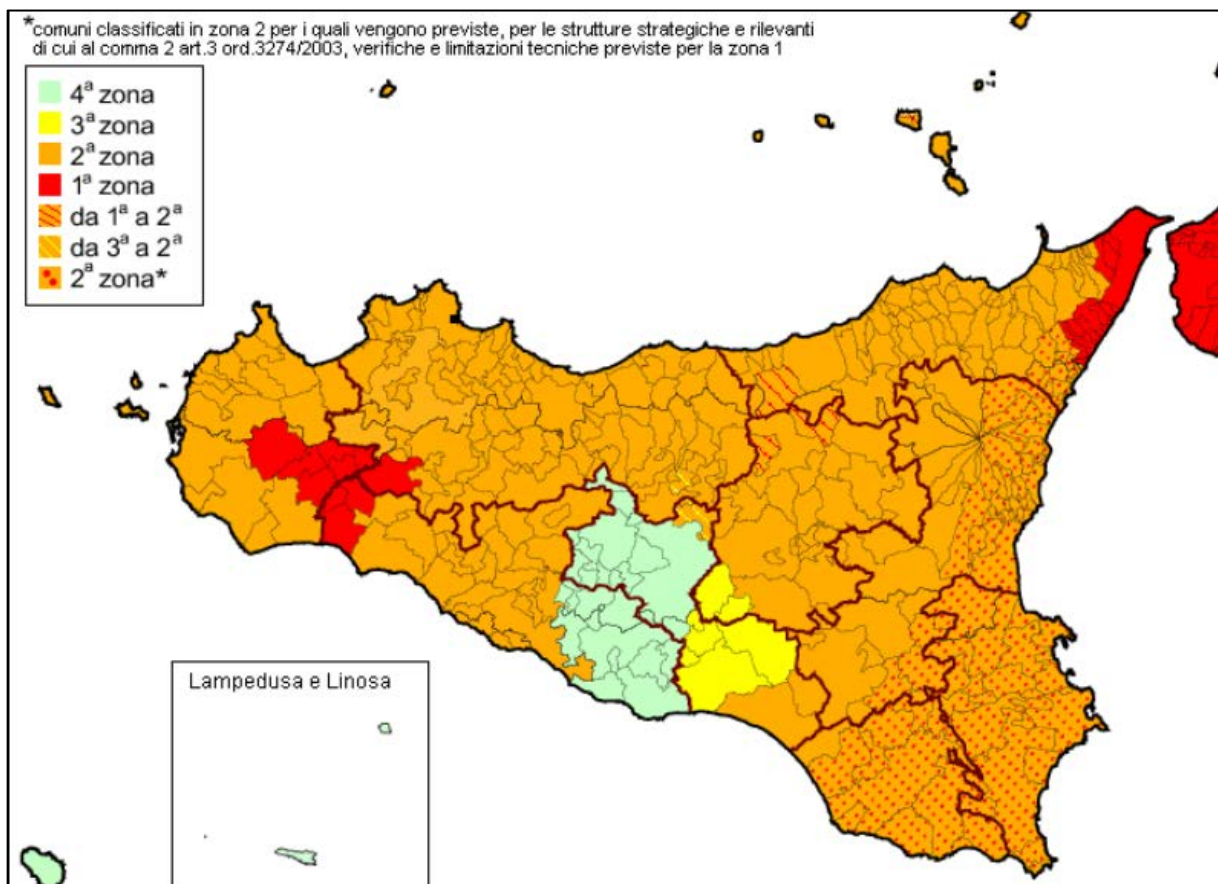 *comuni classificati in zona 2 per i quali vengono previste, per le strutture strategiche e rilevanti
di cui al comma 2 art.3 ord.3274/2003, verifiche e limitazioni tecniche previste per la zona 1
4ª zona
3ª zona
2ª zona
1ª zona
da 1ª a 2ª
da 3ª a 2ª
2ª zona*
Lampedusa e Linosa